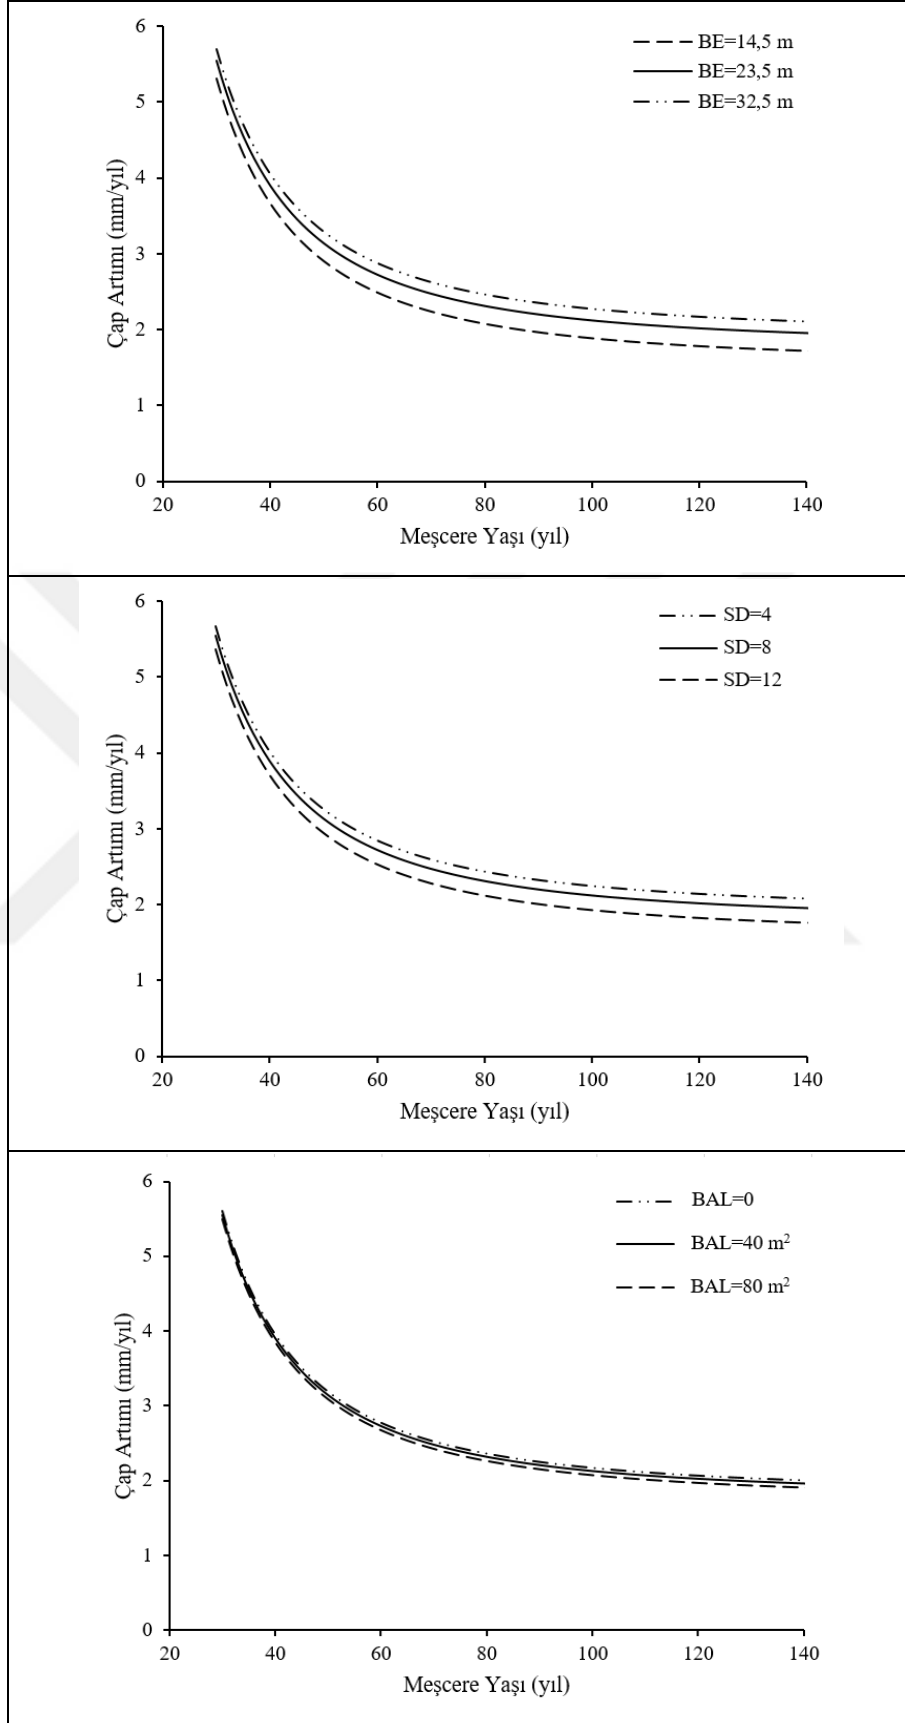 6
5
4
3
2
1
0
Çap Artımı (mm/yıl)
BE=14,5 m
BE=23,5 m
BE=32,5 m
20 40 60 80 100 120 140
Meşcere Yaşı (yıl)
6
5
4
3
2
1
0
Çap Artımı (mm/yıl)
SD=4
SD=8
SD=12
20 40 60 80 100 120 140
Meşcere Yaşı (yıl)
6
5
4
3
2
1
0
Çap Artımı (mm/yıl)
BAL=0
BAL=40 m²
BAL=80 m²
20 40 60 80 100 120 140
Meşcere Yaşı (yıl)